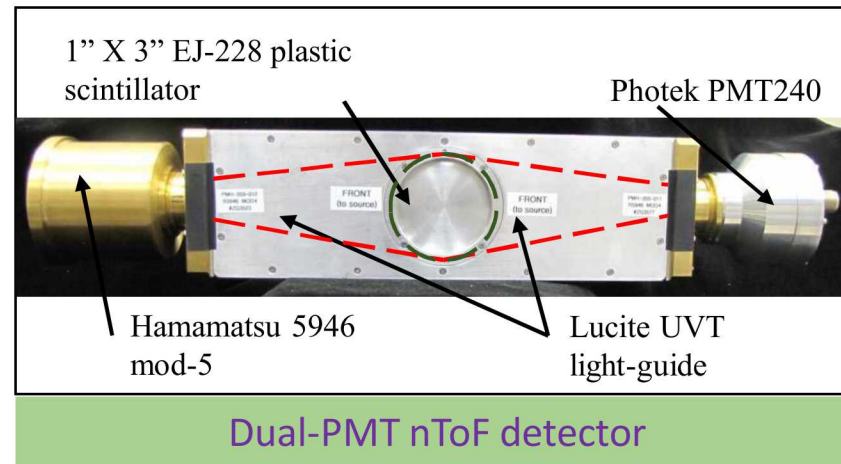 1” X 3” EJ-228 plastic
scintillator
Photek PMT240
FRONT
(to source)
FRONT
(to source)
Hamamatsu 5946
mod-5
Lucite UVT
light-guide
Dual-PMT nToF detector